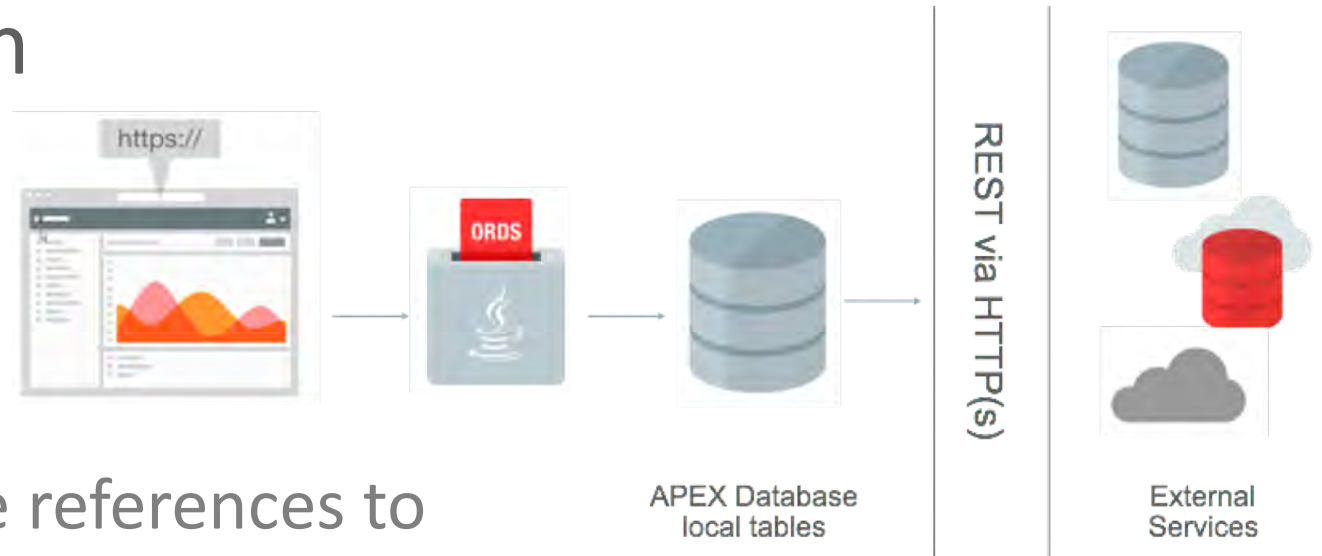 n
https://
ORDS
REST via HTTP(s)
e references to
APEX Database
local tables
External
Services